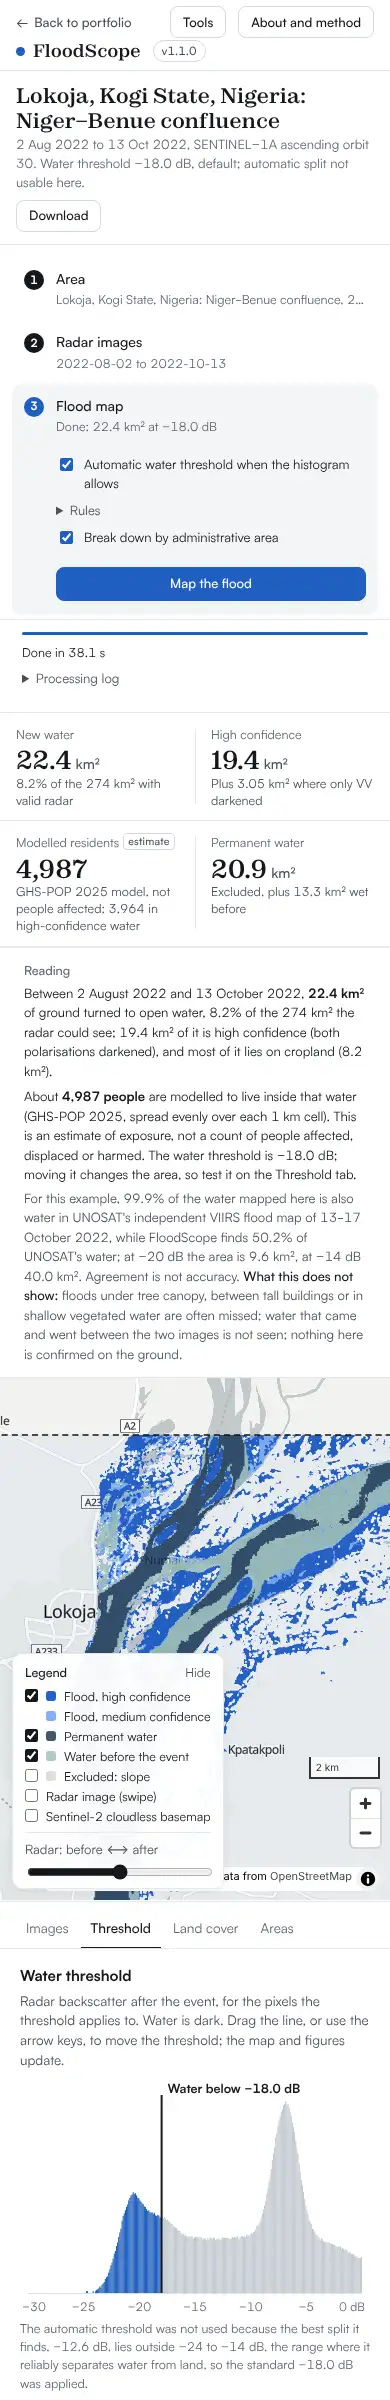 ← Back to portfolio
Tools
About and method
FloodScope
v1.1.0
Lokoja, Kogi State, Nigeria:
Niger–Benue confluence
2 Aug 2022 to 13 Oct 2022, SENTINEL−1A ascending orbit
30. Water threshold −18.0 dB, default; automatic split not
usable here.
Download
1 Area
Lokoja, Kogi State, Nigeria: Niger–Benue confluence, 2…
2 Radar images
2022-08-02 to 2022-10-13
3 Flood map
Done: 22.4 km² at −18.0 dB
Automatic water threshold when the histogram
allows
Rules
Break down by administrative area
Map the flood
Done in 38.1 s
Processing log
New water
22.4 km²
8.2% of the 274 km² with
valid radar
High confidence
19.4 km²
Plus 3.05 km² where only VV
darkened
Modelled residents estimate
4,987
GHS-POP 2025 model, not
people affected; 3,964 in
high-confidence water
Permanent water
20.9 km²
Excluded, plus 13.3 km² wet
before
Reading
Between 2 August 2022 and 13 October 2022, 22.4 km²
of ground turned to open water, 8.2% of the 274 km² the
radar could see; 19.4 km² of it is high confidence (both
polarisations darkened), and most of it lies on cropland (8.2
km²).
About 4,987 people are modelled to live inside that water
(GHS-POP 2025, spread evenly over each 1 km cell). This
is an estimate of exposure, not a count of people affected,
displaced or harmed. The water threshold is −18.0 dB;
moving it changes the area, so test it on the Threshold tab.
For this example, 99.9% of the water mapped here is also
water in UNOSAT's independent VIIRS flood map of 13–17
October 2022, while FloodScope finds 50.2% of
UNOSAT's water; at −20 dB the area is 9.6 km², at −14 dB
40.0 km². Agreement is not accuracy. What this does not
show: floods under tree canopy, between tall buildings or in
shallow vegetated water are often missed; water that came
and went between the two images is not seen; nothing here
is confirmed on the ground.
le
A2
A23
Lokoja
A233
Kpatakpoli
2 km
Legend
Hide
Flood, high confidence
Flood, medium confidence
Permanent water
Water before the event
Excluded: slope
Radar image (swipe)
Sentinel-2 cloudless basemap
Radar: before ⟷ after
+
−
ata from OpenStreetMap
Images
Threshold
Land cover
Areas
Water threshold
Radar backscatter after the event, for the pixels the
threshold applies to. Water is dark. Drag the line, or use the
arrow keys, to move the threshold; the map and figures
update.
Water below −18.0 dB
−30 −25 −20 −15 −10 −5 0 dB
The automatic threshold was not used because the best split it
finds, −12.6 dB, lies outside −24 to −14 dB, the range where it
reliably separates water from land, so the standard −18.0 dB
was applied.